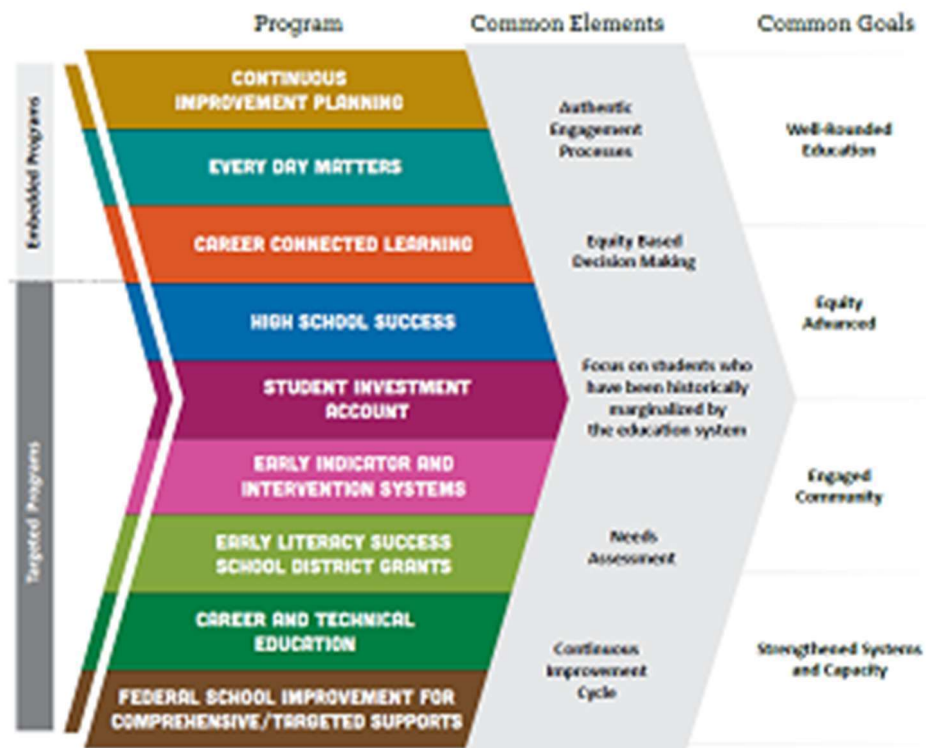 Program
Common Elements
Common Goals
Embedded Programs
Targeted Programs
CONTINUOUS
IMPROVEMENT PLANNING
EVERY DAY MATTERS
CAREER CONNECTED LEARNING
HIGH SCHOOL SUCCESS
STUDENT INVESTMENT
ACCOUNT
EARLY INDICATOR AND
INTERVENTION SYSTEMS
EARLY LITERACY SUCCESS
SCHOOL DISTRICT GRANTS
CAREER AND TECHNICAL
EDUCATION
FEDERAL SCHOOL IMPROVEMENT FOR
COMPREHENSIVE/TARGETED SUPPORTS
Authentic
Engagement
Processes
Equity Based
Decision Making
Focus on students who
have been historically
marginalized by
the education system
Needs
Assessment
Continuous
Improvement
Cycle
Well-Rounded
Education
Equity
Advanced
Engaged
Community
Strengthened Systems
and Capacity